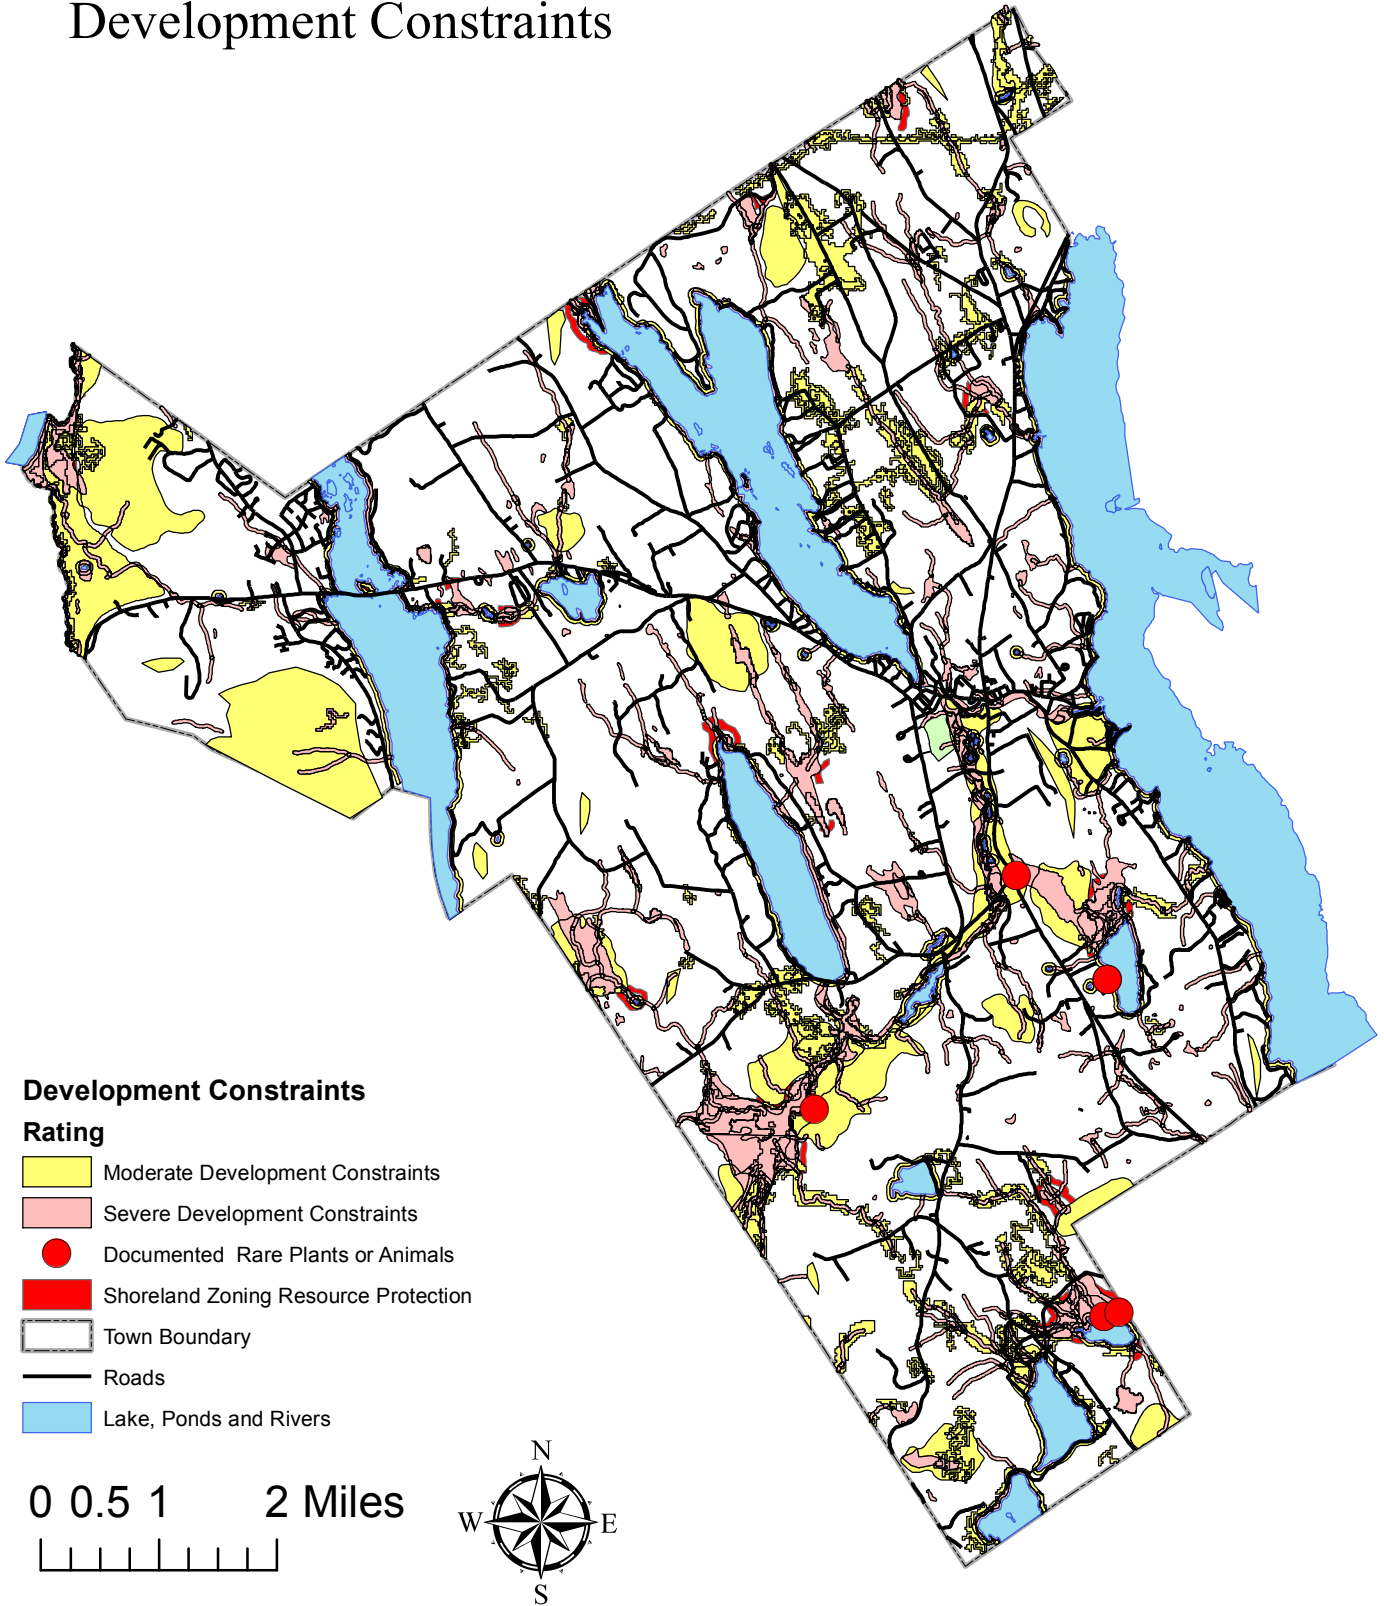 Development Constraints
Development Constraints
Rating
Moderate Development Constraints
Severe Development Constraints
Documented Rare Plants or Animals
Shoreland Zoning Resource Protection
Town Boundary
Roads
Lake, Ponds and Rivers
0 0.5 1 2 Miles
N
W E
S